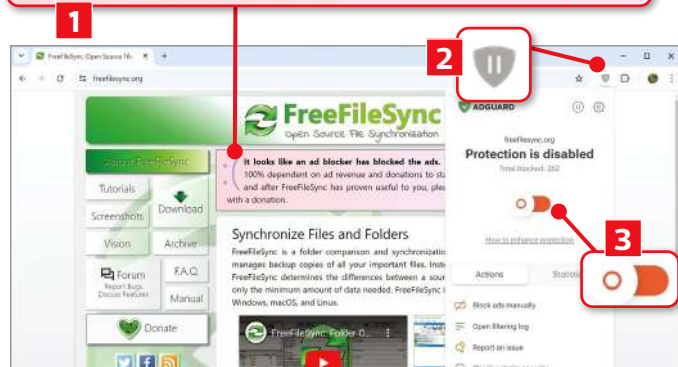 1
2
FreeFileSync: Open Source File
freefilesync.org
FreeFileSync
Open Source File Synchronization
ADGUARD
freefilesync.org
Protection is disabled
Total blocked: 262
How to enhance protection
3
Actions
Statistic
Block ads manually
Open filtering log
Report an issue
About FreeFileSync
Tutorials
Screenshots
Download
Vision
Archive
Forum
Report Bugs
Discuss Features
F.A.Q.
Manual
Donate
It looks like an ad blocker has blocked the ads.
100% dependent on ad revenue and donations to sta
and after FreeFileSync has proven useful to you, plea
with a donation.
Synchronize Files and Folders
FreeFileSync is a folder comparison and synchronizatio
manages backup copies of all your important files. Inste
FreeFileSync determines the differences between a sour
only the minimum amount of data needed. FreeFileSync i
Windows, macOS, and Linux.
FreeFileSync: Folder C...